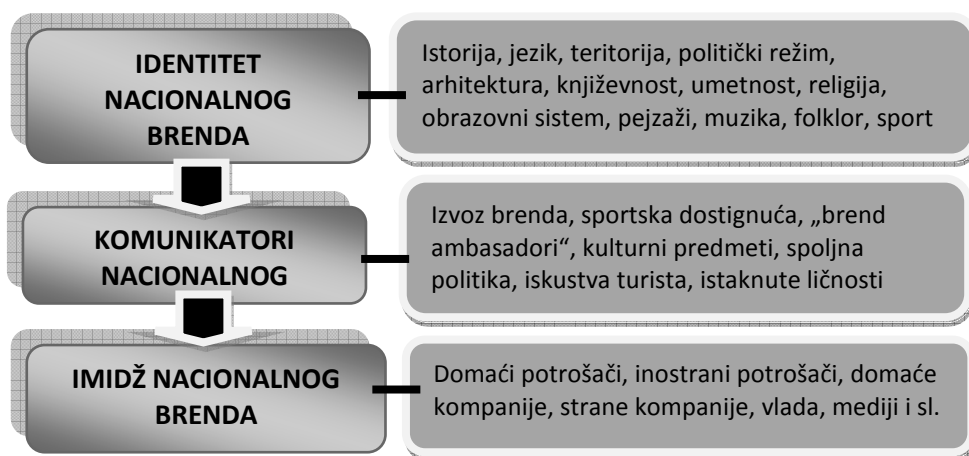 IDENTITET
NACIONALNOG
BRENDA
Istorija, jezik, teritorija, politički režim,
arhitektura, književnost, umetnost, religija,
obrazovni sistem, pejzaži, muzika, folklor, sport
KOMUNIKATORI
NACIONALNOG
Izvoz brenda, sportska dostignuća, „brend
ambasadori“, kulturni predmeti, spoljna
politika, iskustva turista, istaknute ličnosti
IMIDŽ NACIONALNOG
BRENDA
Domaći potrošači, inostrani potrošači, domaće
kompanije, strane kompanije, vlada, mediji i sl.